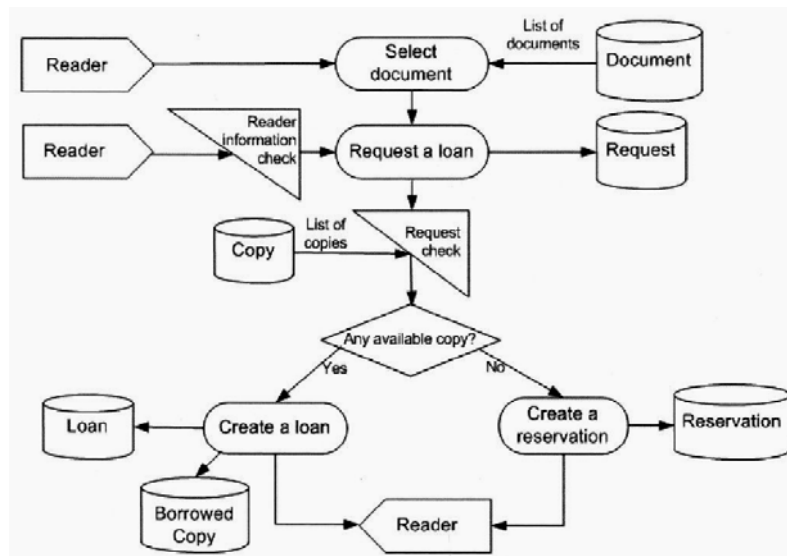 List of
documents
Reader
Select
document
Document
Reader
Reader
information
check
Request a loan
Request
Copy
List of
copies
Request
check
Any available copy?
Yes
No
Loan
Create a loan
Create a
reservation
Reservation
Borrowed
Copy
Reader